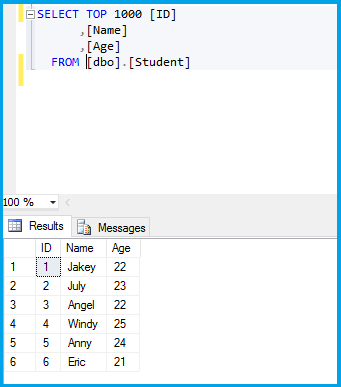 SELECT TOP 1000 [ID]
,[Name]
,[Age]
FROM [dbo].[Student]
100 %
Results Messages
ID Name Age
1 1 Jakey 22
2 2 July 23
3 3 Angel 22
4 4 Windy 25
5 5 Anny 24
6 6 Eric 21